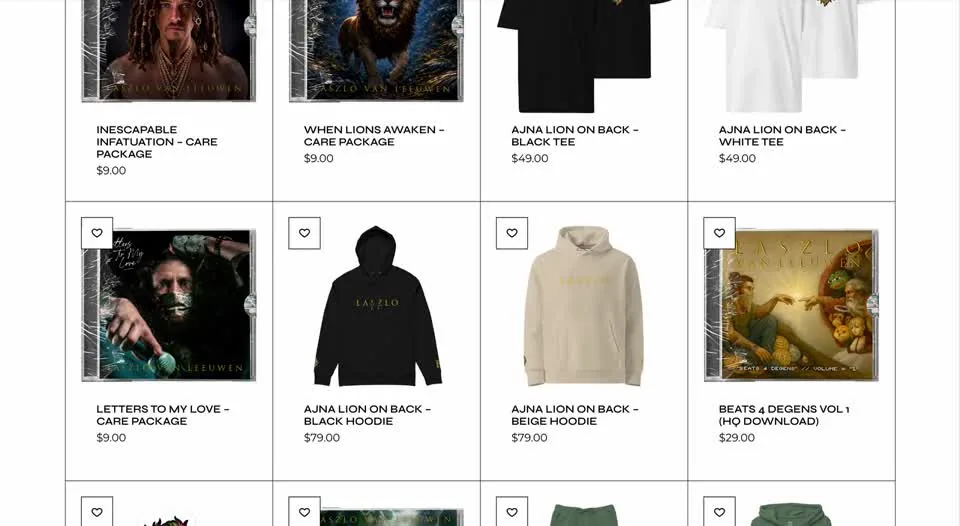 LASZLO VAN LEEUWEN
LASZLO VAN LEEUWEN
INESCAPABLE
INFATUATION – CARE
PACKAGE
$9.00
WHEN LIONS AWAKEN –
CARE PACKAGE
$9.00
AJNA LION ON BACK –
BLACK TEE
$49.00
AJNA LION ON BACK –
WHITE TEE
$49.00
Letters
To My
Love
LASZLO VAN LEEUWEN
LASZLO
LASZLO
VAN LEEUWEN
"BEATS 4 DEGENS" // VOLUME = "1"
LETTERS TO MY LOVE –
CARE PACKAGE
$9.00
AJNA LION ON BACK –
BLACK HOODIE
$79.00
AJNA LION ON BACK –
BEIGE HOODIE
$79.00
BEATS 4 DEGENS VOL 1
(HQ DOWNLOAD)
$29.00